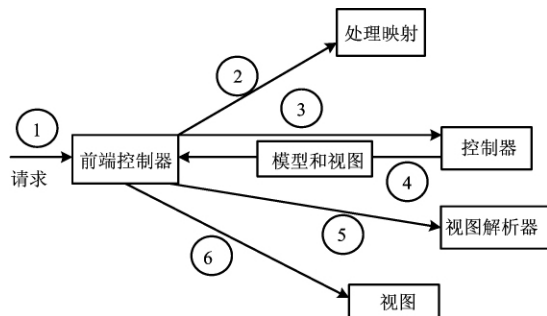 处理映射
②
③
①
前端控制器
模型和视图
控制器
请求
④
视图解析器
⑤
⑥
视图